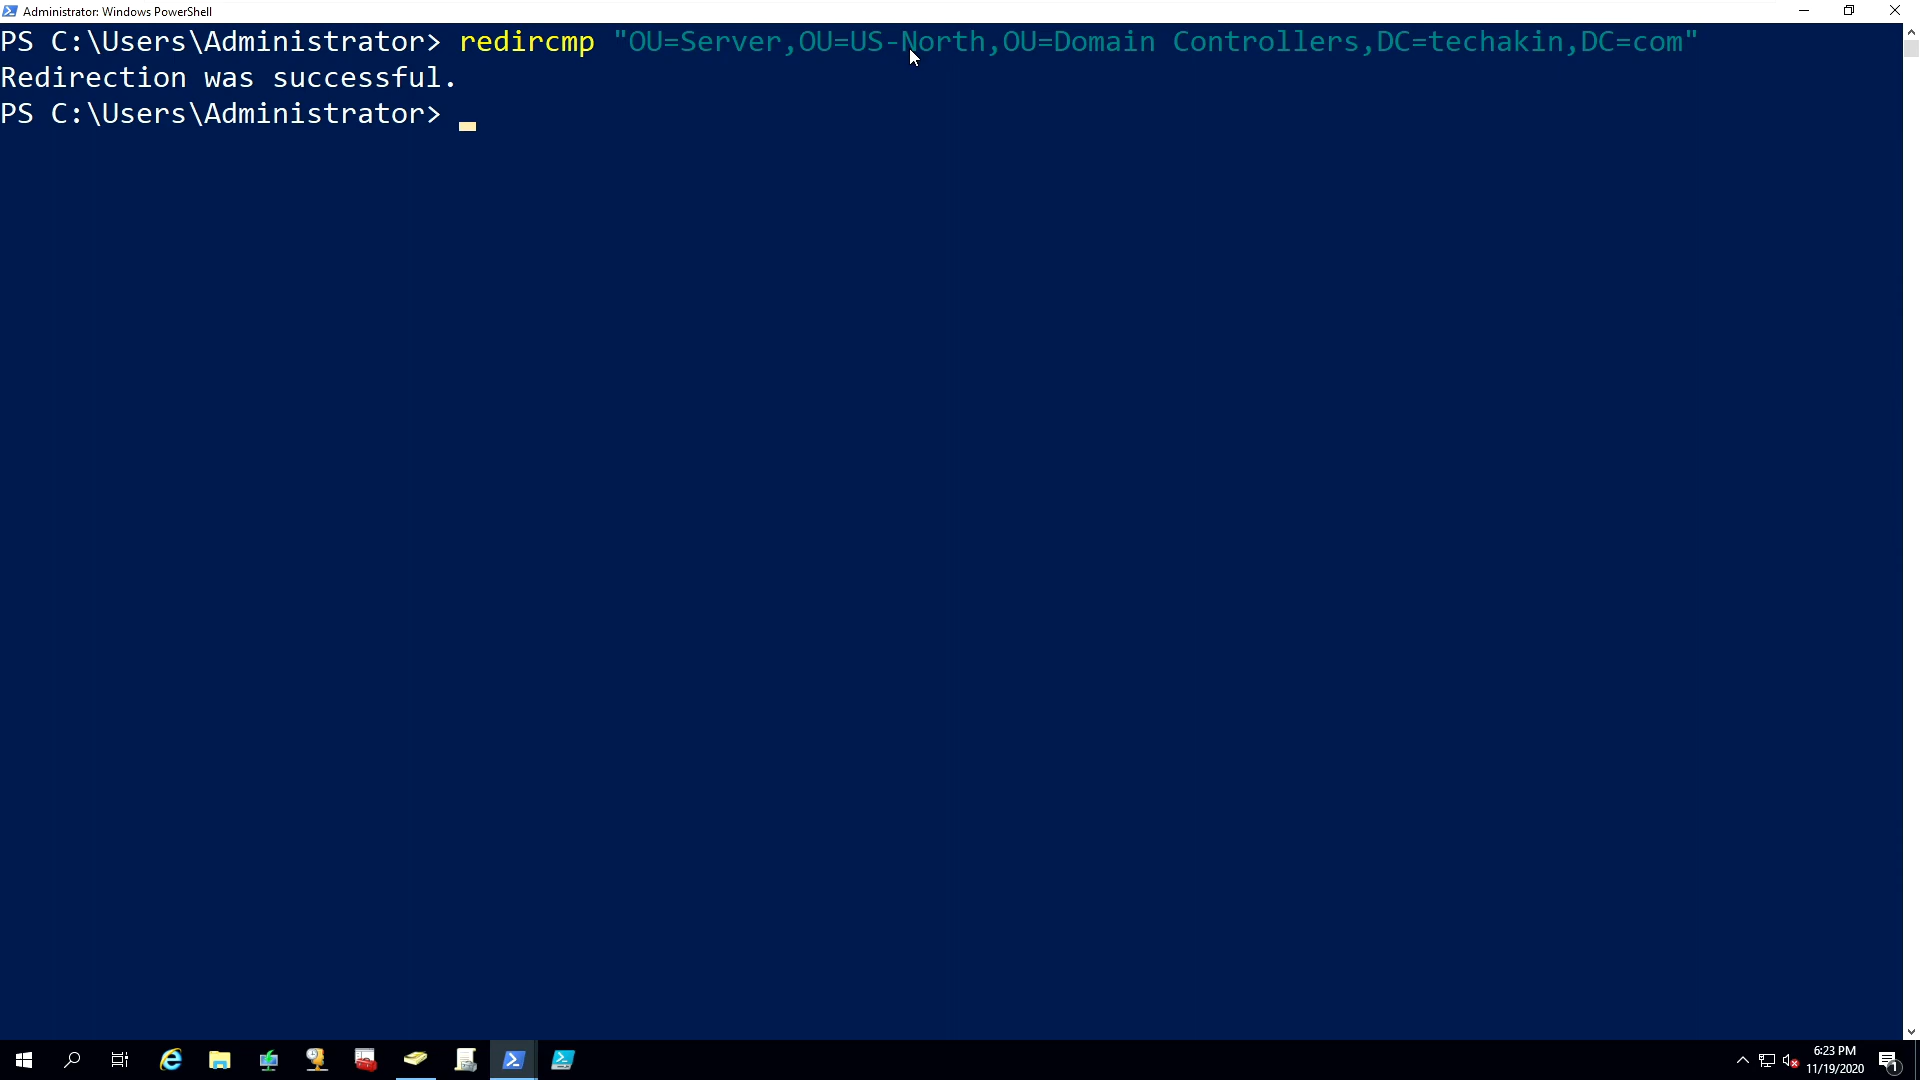 Administrator: Windows PowerShell
PS C:\Users\Administrator> redircmp "OU=Server,OU=US-North,OU=Domain Controllers,DC=techakin,DC=com"
Redirection was successful.
PS C:\Users\Administrator>
6:23 PM
11/19/2020
1